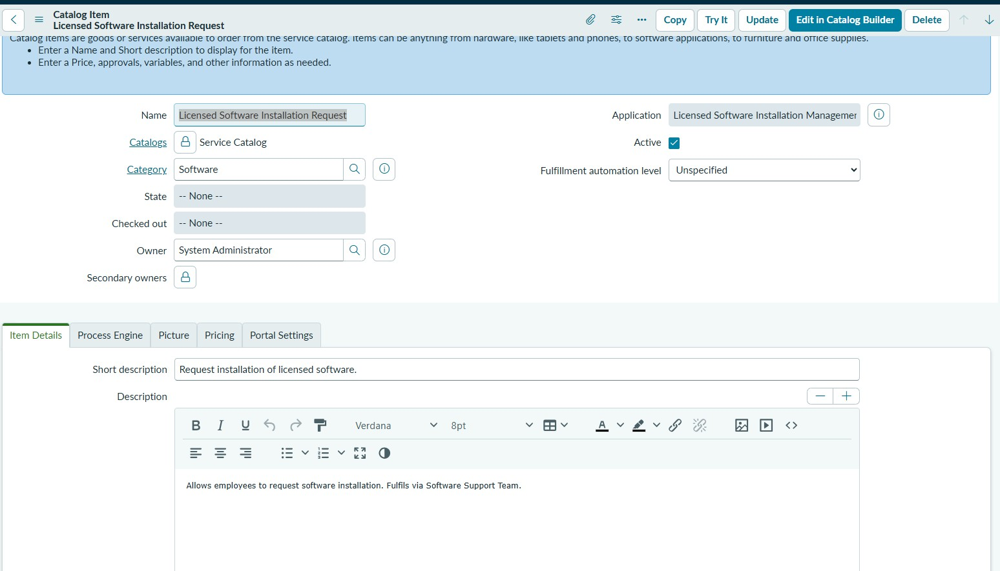 Catalog Item
Licensed Software Installation Request
Copy
Try It
Update
Edit in Catalog Builder
Delete
Catalog items are goods or services available to order from the service catalog. Items can be anything from hardware, like tablets and phones, to software applications, to furniture and office supplies.
Enter a Name and Short description to display for the item.
Enter a Price, approvals, variables, and other information as needed.
Name
Licensed Software Installation Request
Application
Licensed Software Installation Managemer
Catalogs
Service Catalog
Active
Category
Software
Fulfillment automation level
Unspecified
State
-- None --
Checked out
-- None --
Owner
System Administrator
Secondary owners
Item Details
Process Engine
Picture
Pricing
Portal Settings
Short description
Request installation of licensed software.
Description
Verdana
8pt
Allows employees to request software installation. Fulfils via Software Support Team.